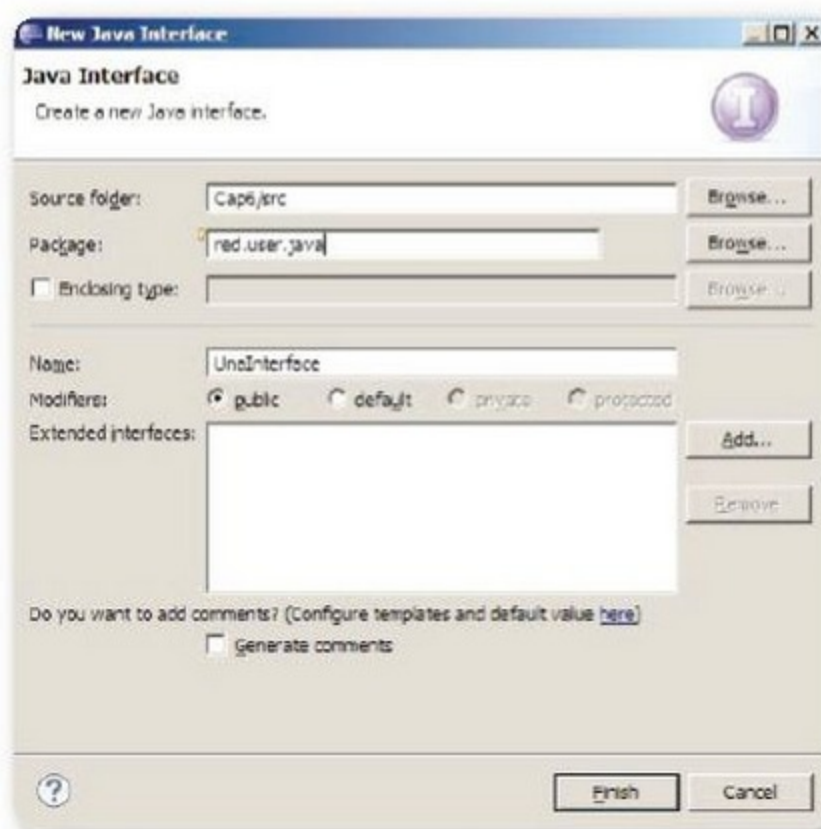 New Java Interface
Java Interface
Create a new Java interface.
Source folder: Cap6/src Browse...
Package: red.user.java Browse...
Enclosing type: Browse...
Name: UnaInterface
Modifiers: public default private protected
Extended interfaces: Add...
Remove
Do you want to add comments? (Configure templates and default value here)
Generate comments
? Finish Cancel